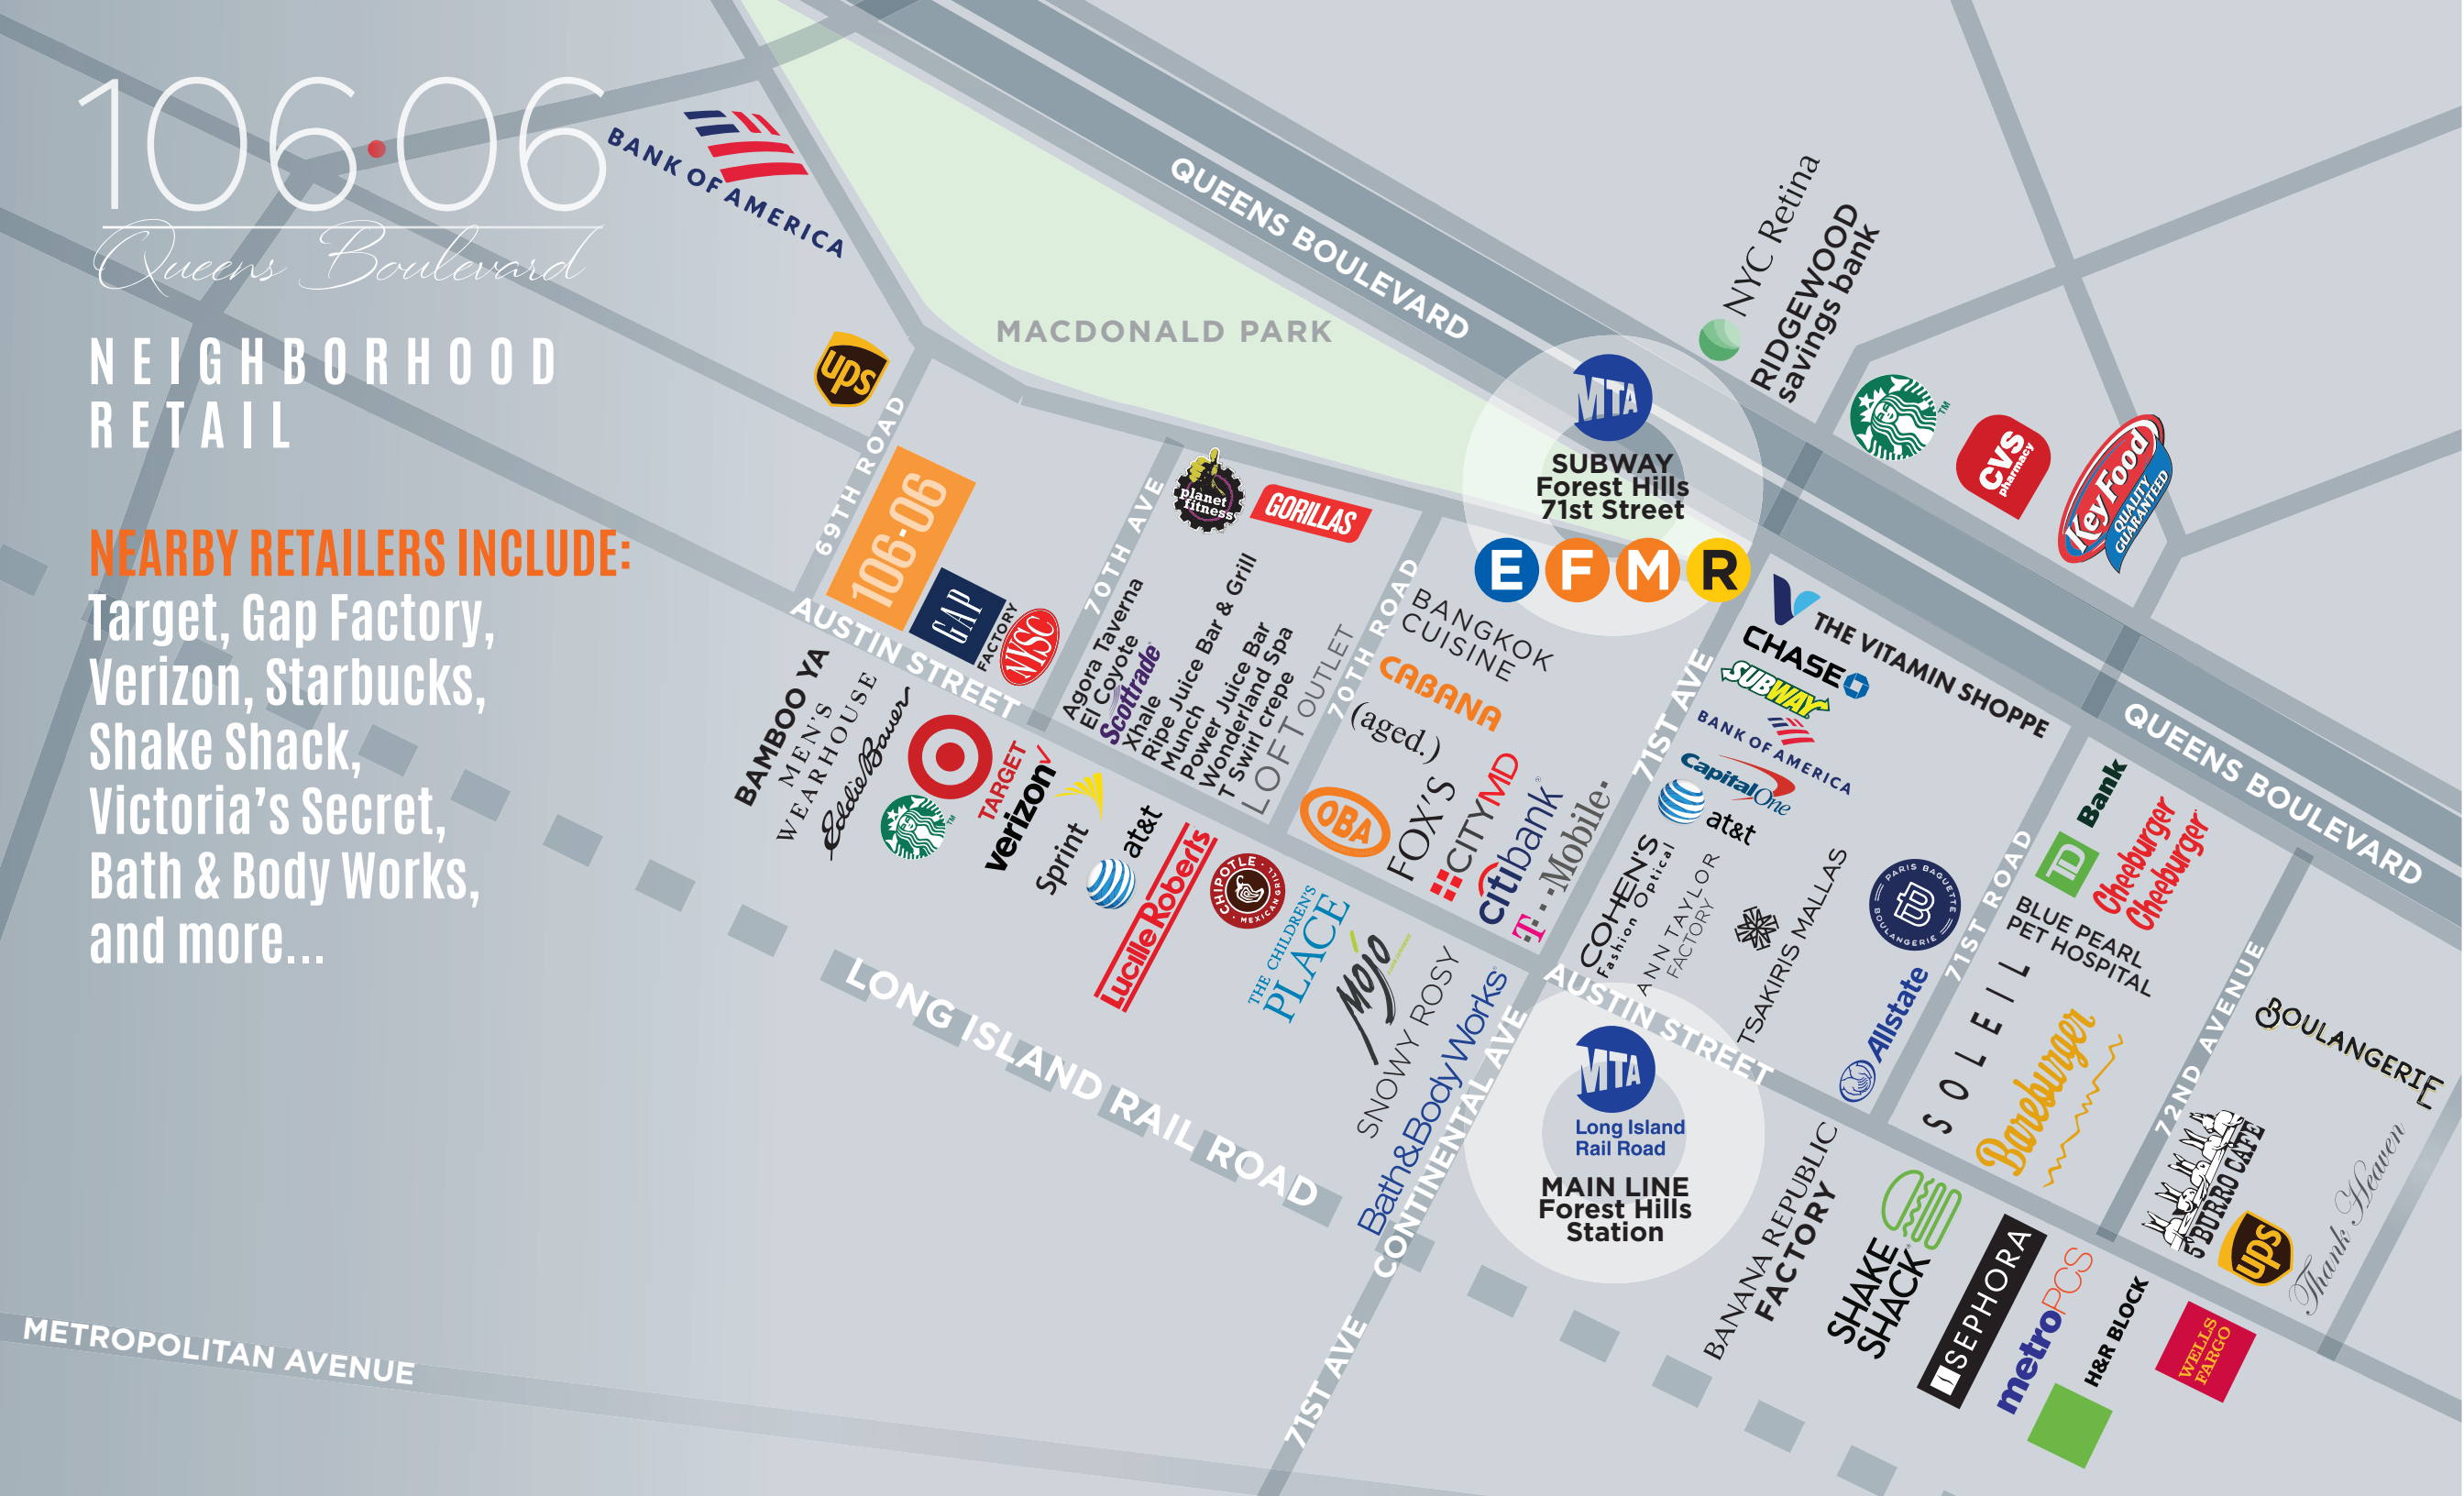 106·06
Queens Boulevard
NEIGHBORHOOD
RETAIL
NEARBY RETAILERS INCLUDE:
Target, Gap Factory,
Verizon, Starbucks,
Shake Shack,
Victoria's Secret,
Bath & Body Works,
and more...
BANK OF AMERICA
QUEENS BOULEVARD
MACDONALD PARK
NYC Retina
RIDGEWOOD
savings bank
TM
CVS
pharmacy
Key Food
QUALITY
GUARANTEED
MTA
SUBWAY
Forest Hills
71st Street
E F M R
ups
69TH ROAD
106-06
GAP
FACTORY
NYSC
AUSTIN STREET
70TH AVE
planet
fitness
GORILLAS
Agora Taverna
El Coyote
Scottrade
Xhale
Ripe Juice Bar & Grill
Munch
Power Juice Bar
Wonderland Spa
T Swirl crepe
LOFT OUTLET
70TH ROAD
BANGKOK
CUISINE
CABANA
(aged.)
OBA
FOX'S
CITYMD
citibank
T··Mobile·
71ST AVE
THE VITAMIN SHOPPE
CHASE
SUBWAY
BANK OF AMERICA
Capital One
at&t
COHEN'S
Fashion Optical
ANN TAYLOR
FACTORY
TSAKIRIS MALLAS
PARIS BAGUETTE
B
BOULANGERIE
Allstate
71ST ROAD
QUEENS BOULEVARD
TD Bank
Cheeburger
Cheeburger
BLUE PEARL
PET HOSPITAL
SOLEIL
Bareburger
72ND AVENUE
BOULANGERIE
5 BURRO CAFE
ups
Thank Heaven
BAMBOO YA
MEN'S
WEARHOUSE
Eddie Bauer
TARGET
TM
verizon
Sprint
at&t
Lucille Roberts
CHIPOTLE
MEXICAN GRILL
THE CHILDREN'S
PLACE
MOJO
SNOWY ROSY
Bath & Body Works
CONTINENTAL AVE
71ST AVE
AUSTIN STREET
MTA
Long Island
Rail Road
MAIN LINE
Forest Hills
Station
LONG ISLAND RAIL ROAD
BANANA REPUBLIC
FACTORY
SHAKE
SHACK
SEPHORA
metroPCS
H&R BLOCK
WELLS
FARGO
METROPOLITAN AVENUE